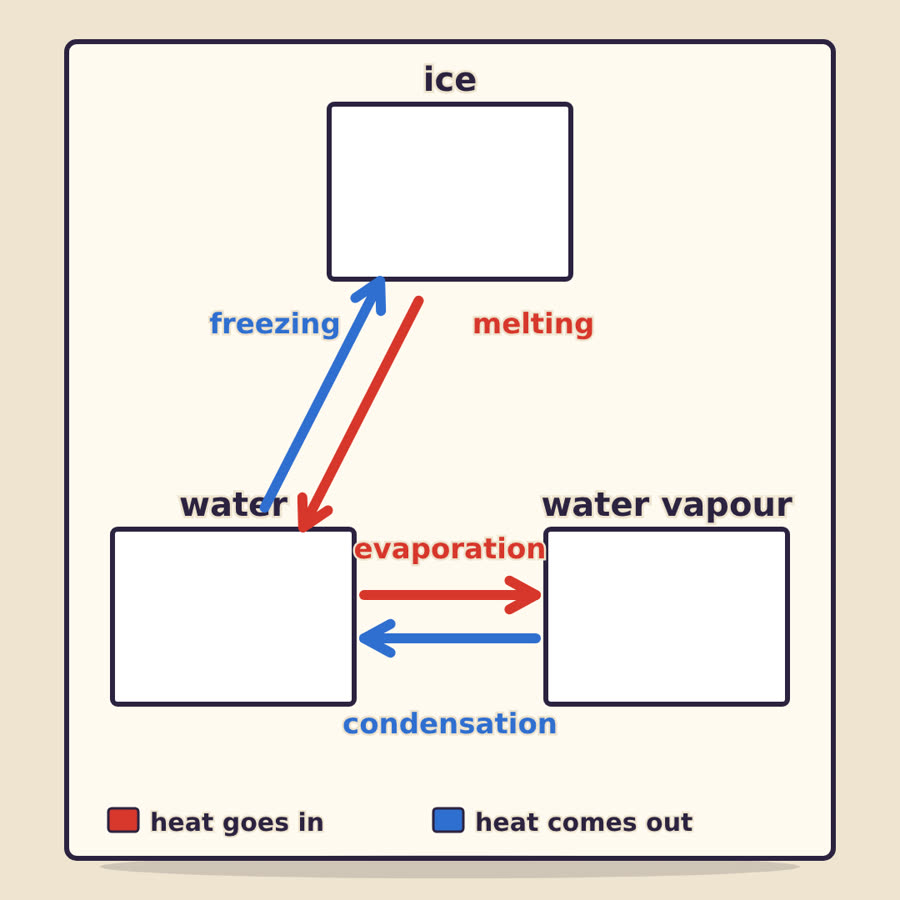 ice
freezing
melting
water
water vapour
evaporation
condensation
heat goes in
heat comes out